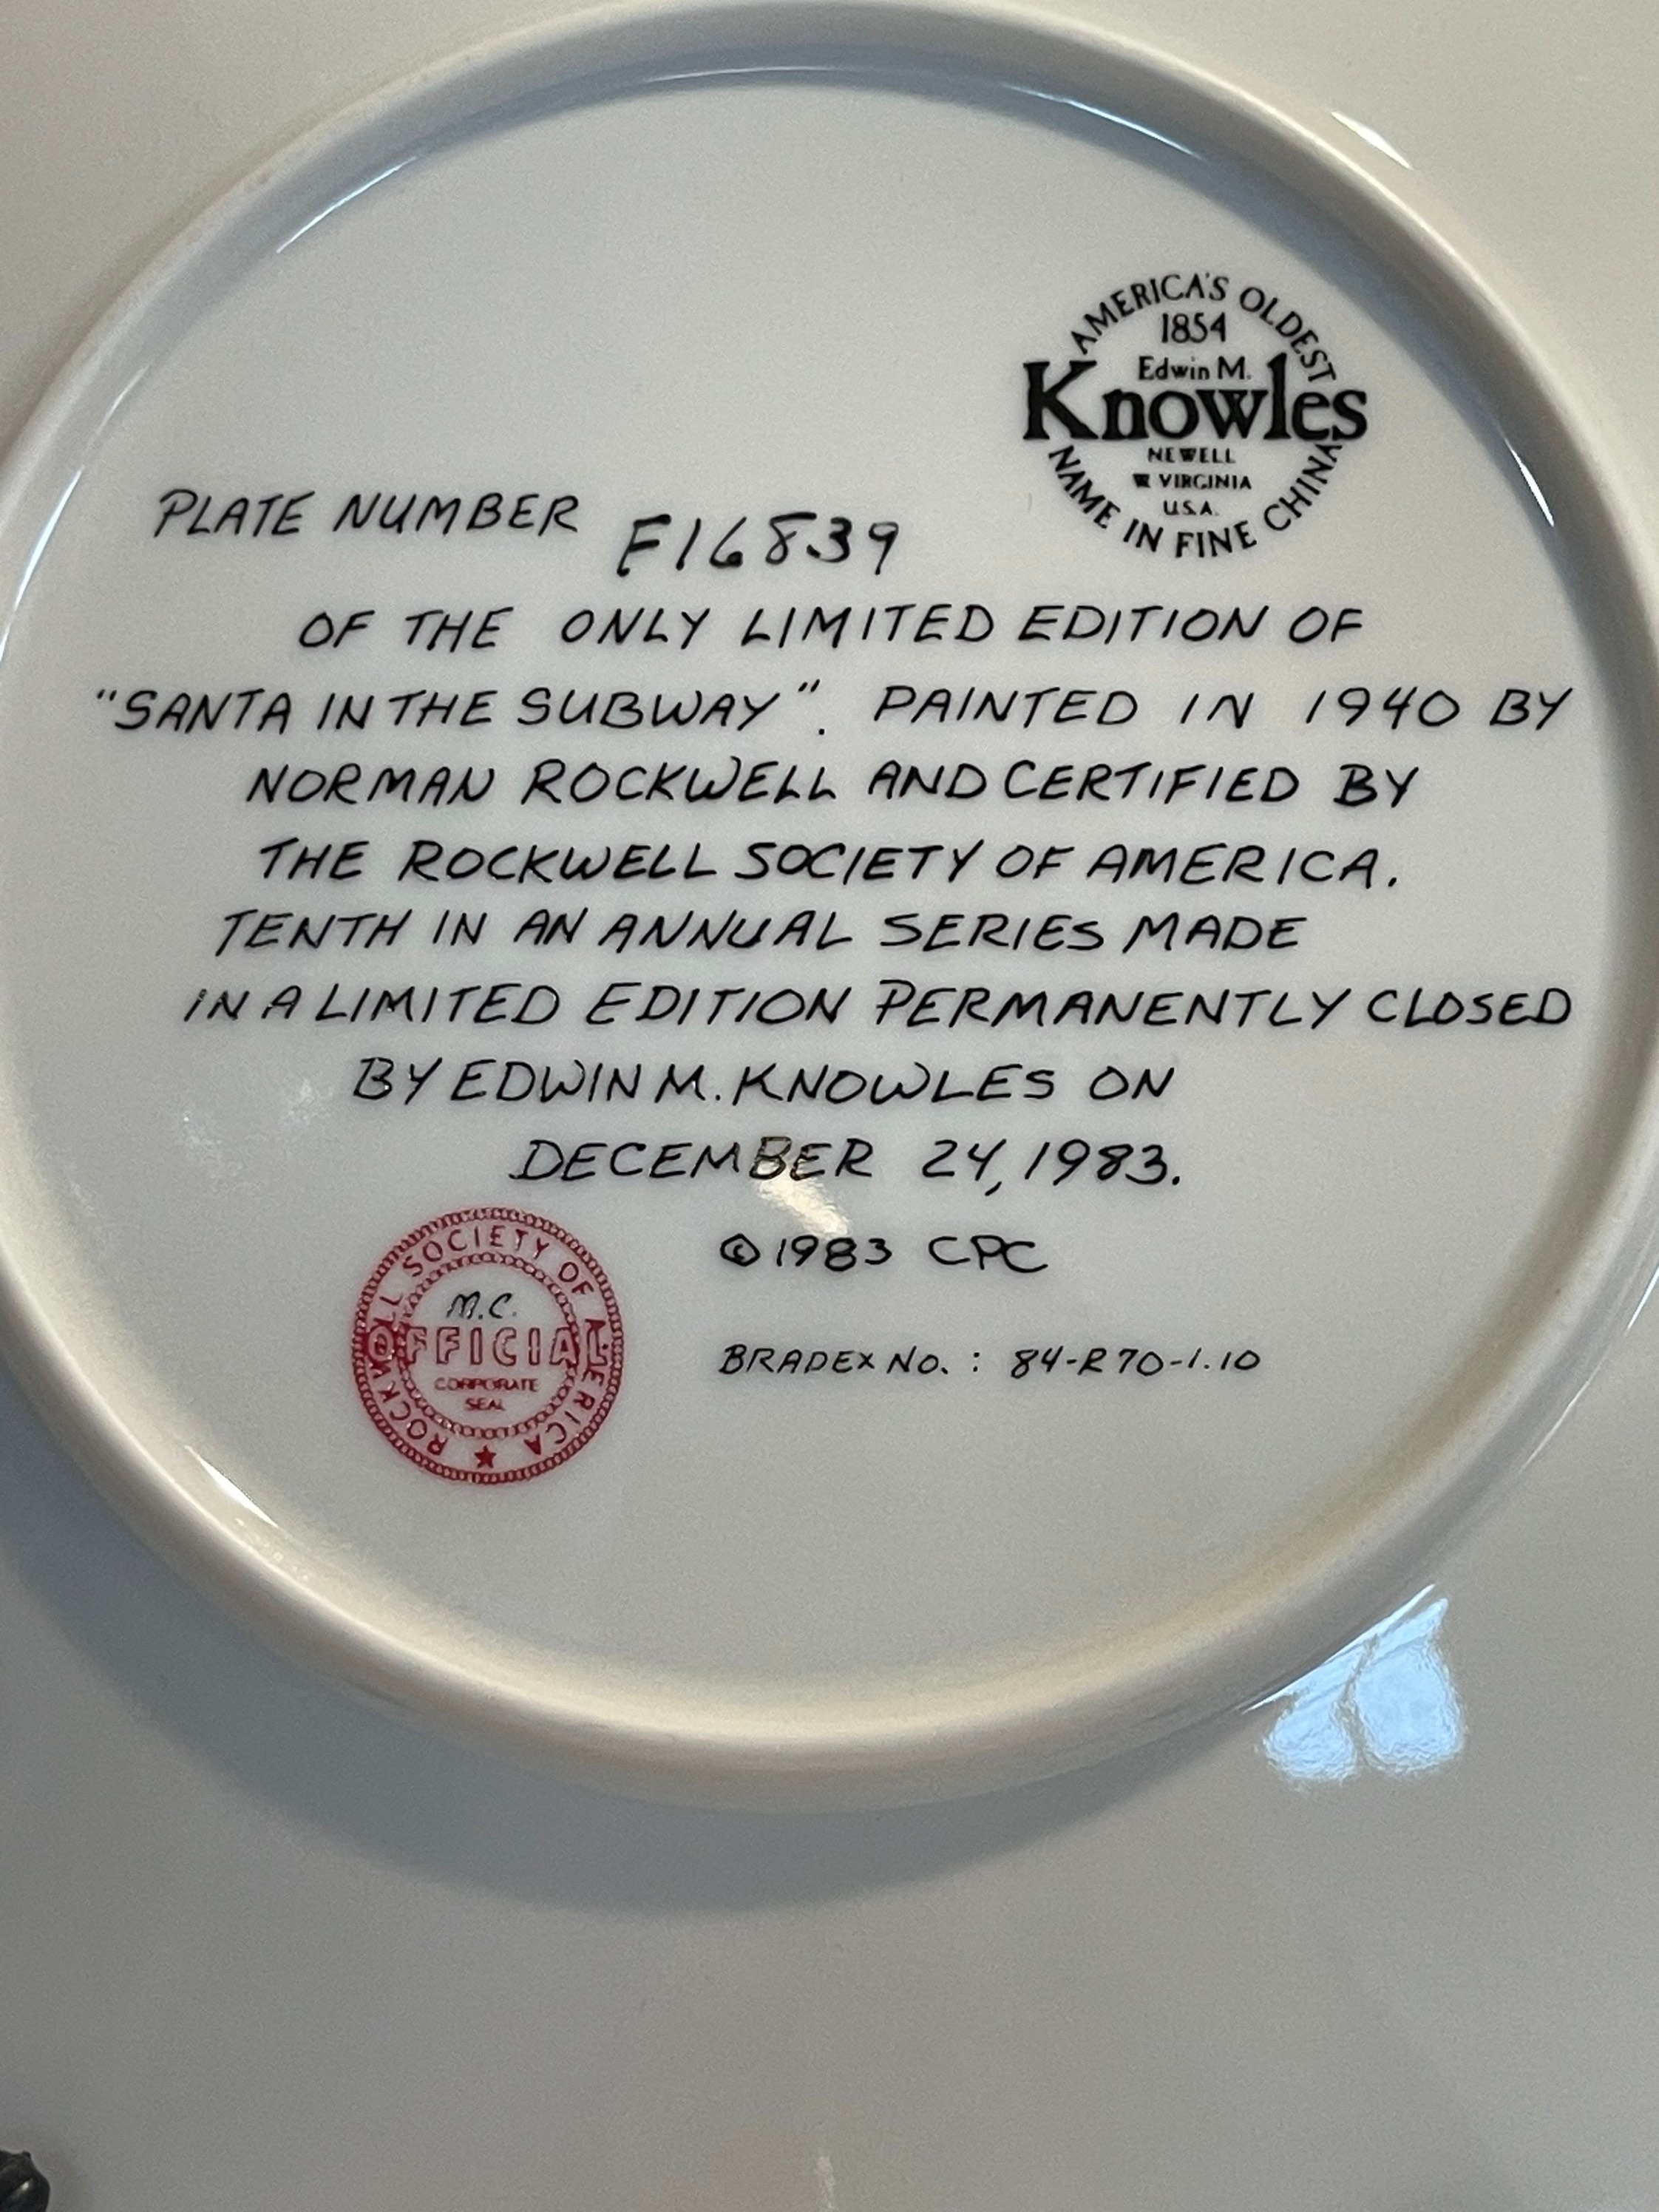 AMERICA'S OLDEST
1854
Edwin M.
Knowles
NEWELL
W VIRGINIA
U.S.A.
NAME IN FINE CHINA
PLATE NUMBER F16839
OF THE ONLY LIMITED EDITION OF
"SANTA IN THE SUBWAY". PAINTED IN 1940 BY
NORMAN ROCKWELL AND CERTIFIED BY
THE ROCKWELL SOCIETY OF AMERICA.
TENTH IN AN ANNUAL SERIES MADE
IN A LIMITED EDITION PERMANENTLY CLOSED
BY EDWIN M. KNOWLES ON
DECEMBER 24, 1983.
© 1983 CPC
ROCKWELL SOCIETY OF AMERICA
M.C.
OFFICIAL
CORPORATE
SEAL
BRADEX NO. : 84-R70-1.10